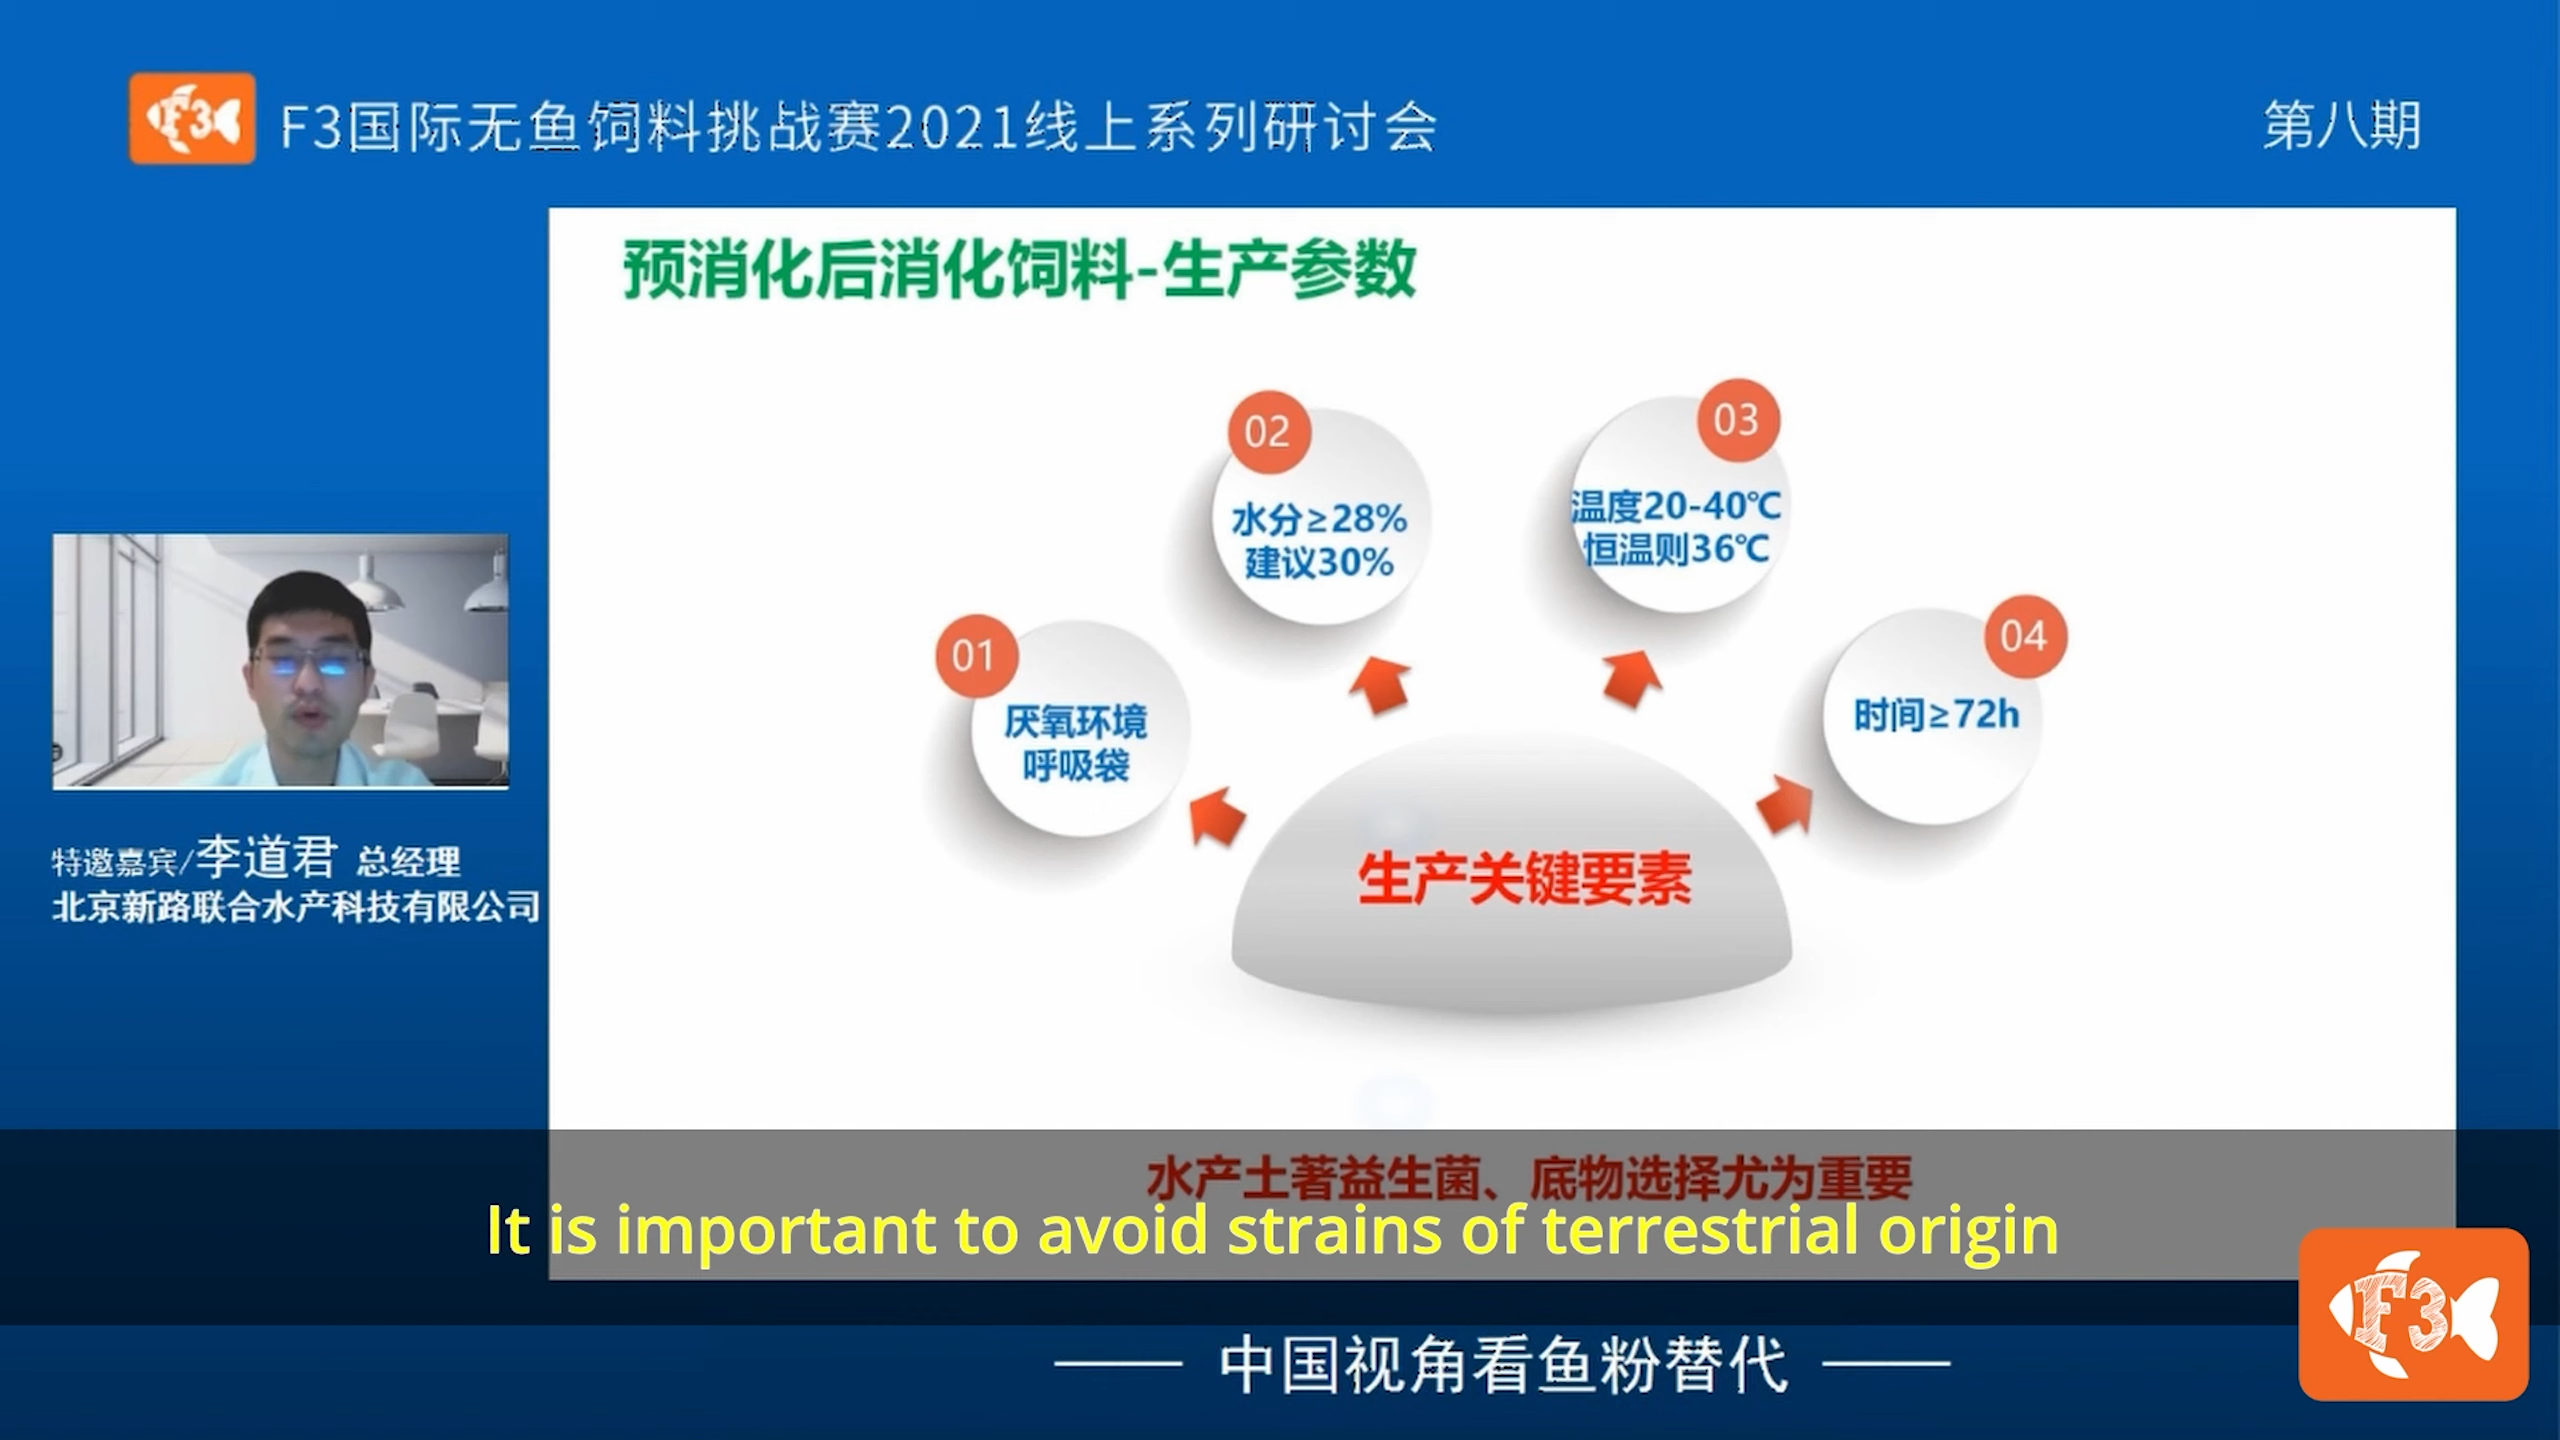 F3
F3国际无鱼饲料挑战赛2021线上系列研讨会
第八期
预消化后消化饲料-生产参数
01
厌氧环境
呼吸袋
02
水分≥28%
建议30%
03
温度20-40℃
恒温则36℃
04
时间≥72h
生产关键要素
特邀嘉宾/李道君 总经理
北京新路联合水产科技有限公司
水产土著益生菌、底物选择尤为重要
It is important to avoid strains of terrestrial origin
中国视角看鱼粉替代
F3